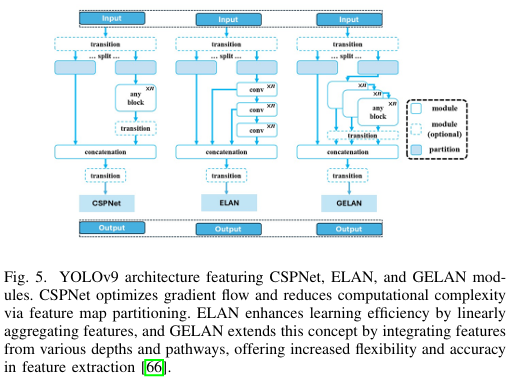 Input Input Input
transition transition transition
... split ... ... split ... ... split ...
×n ×n ×n
any block conv ×n any block
conv ×n
transition conv ×n transition
concatenation concatenation concatenation
transition transition transition
CSPNet ELAN GELAN
Output Output Output
module
module (optional)
partition
Fig. 5. YOLOv9 architecture featuring CSPNet, ELAN, and GELAN mod-
ules. CSPNet optimizes gradient flow and reduces computational complexity
via feature map partitioning. ELAN enhances learning efficiency by linearly
aggregating features, and GELAN extends this concept by integrating features
from various depths and pathways, offering increased flexibility and accuracy
in feature extraction [66].